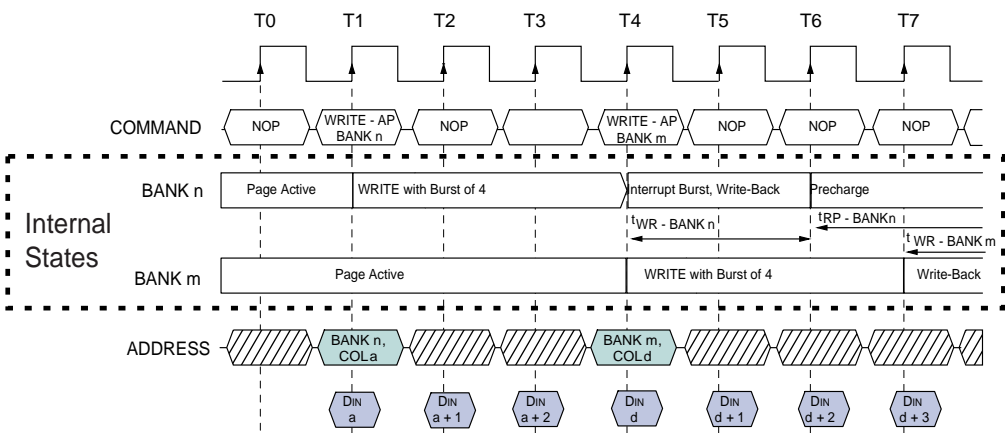 T0 T1 T2 T3 T4 T5 T6 T7
COMMAND
NOP
WRITE - AP
BANK n
NOP
WRITE - AP
BANK m
NOP
NOP
NOP
Internal
States
BANK n
Page Active
WRITE with Burst of 4
Interrupt Burst, Write-Back
Precharge
tWR - BANK n
tRP - BANK n
tWR - BANK m
BANK m
Page Active
WRITE with Burst of 4
Write-Back
ADDRESS
BANK n,
COL a
BANK m,
COL d
DIN
a
DIN
a + 1
DIN
a + 2
DIN
d
DIN
d + 1
DIN
d + 2
DIN
d + 3